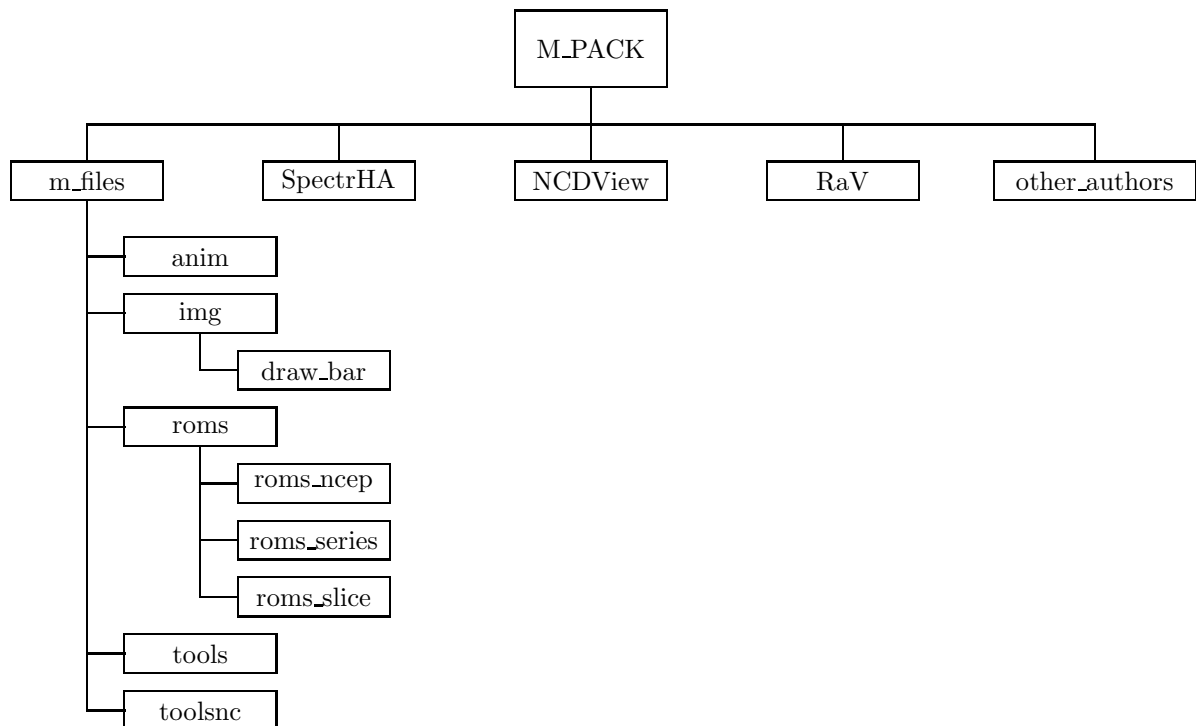 M_PACK
m_files
SpectrHA
NCDView
RaV
other_authors
anim
img
draw_bar
roms
roms_ncep
roms_series
roms_slice
tools
toolsnc